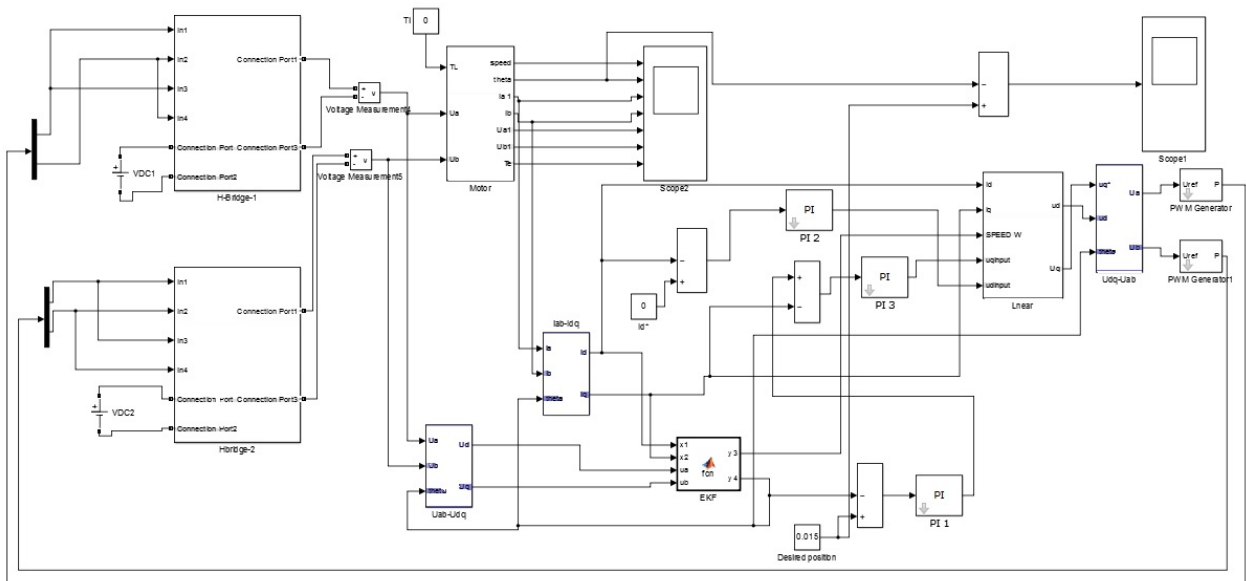 In1
In2
In3
In4
Connection Port
Connection Port2
Connection Port1
Connection Port3
VDC1
H-Bridge-1
+
-
v
Voltage Measurement4
+
-
v
Voltage Measurement5
TI
0
TL
Ua
Ub
speed
theta
Ia 1
Ib
Ua1
Ub1
Te
Motor
Scope2
−
+
Scope1
In1
In2
In3
In4
Connection Port
Connection Port2
Connection Port1
Connection Port3
VDC2
Hbridge-2
PI
PI 2
−
+
0
Id*
+
−
PI
PI 3
Id
Iq
SPEED W
uqinput
udinput
ud
Uq
Lnear
uq*
ud
theta
Ua
Udq-Uab
Uref
P
PWM Generator
Uref
P
PWM Generator1
Iab-Idq
Ia
Ib
theta
Id
Iq
Ua
Ub
theta
Ud
Uq
Uab-Udq
x1
x2
ua
ub
fcn
y 3
y 4
EKF
−
+
PI
PI 1
0.015
Desired position